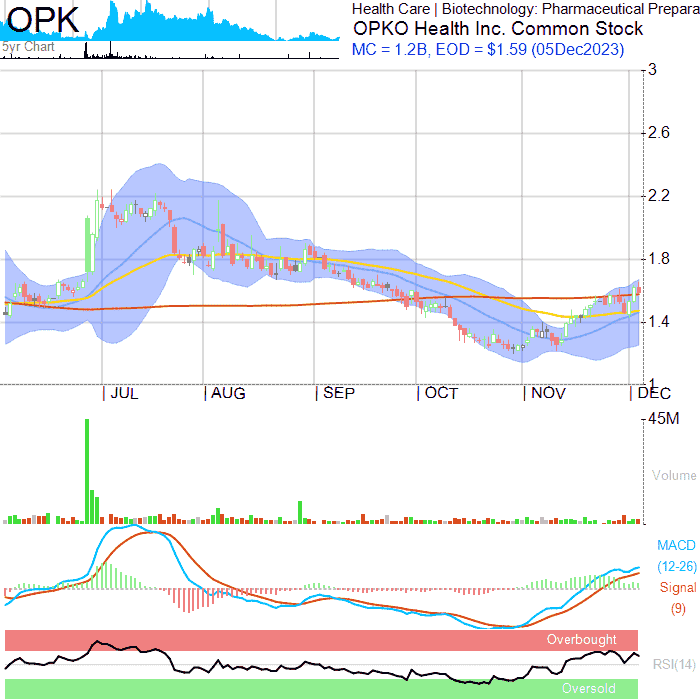 OPK
Health Care | Biotechnology: Pharmaceutical Prepara
OPKO Health Inc. Common Stock
5yr Chart
MC = 1.2B, EOD = $1.59 (05Dec2023)
3
2.6
2.2
1.8
1.4
1
JUL AUG SEP OCT NOV DEC
45M
Volume
MACD
(12-26)
Signal
(9)
Overbought
RSI(14)
Oversold